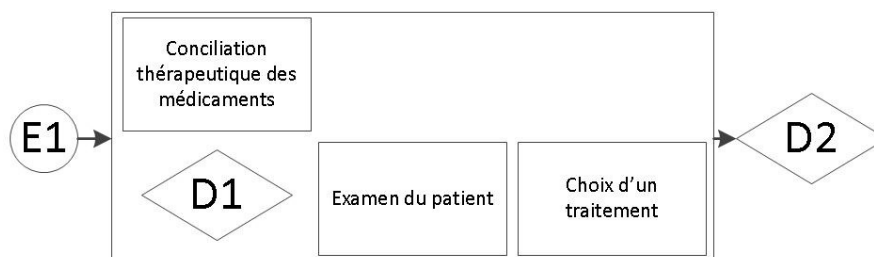 Conciliation
thérapeutique des
médicaments
E1
D1
Examen du patient
Choix d’un
traitement
D2